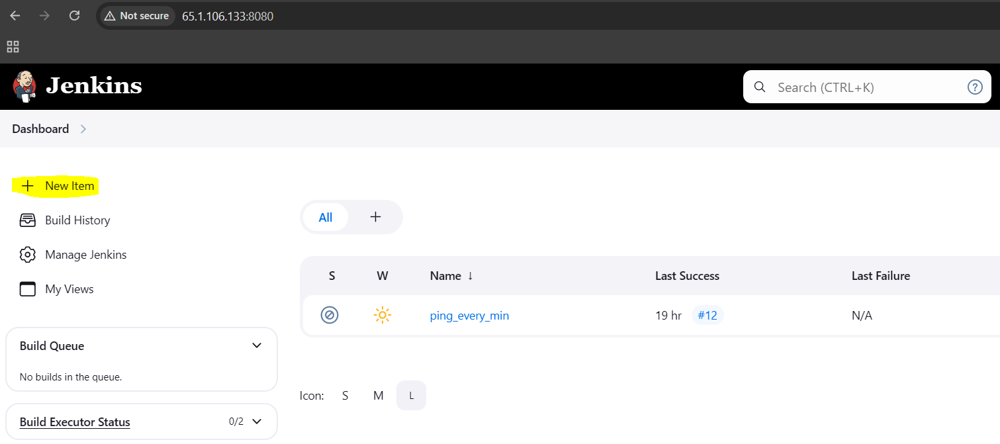 Not secure 65.1.106.133:8080
Jenkins
Search (CTRL+K) ?
Dashboard
New Item
Build History
Manage Jenkins
My Views
Build Queue
No builds in the queue.
Build Executor Status 0/2
All +
S W Name ↓ Last Success Last Failure
ping_every_min 19 hr #12 N/A
Icon: S M L